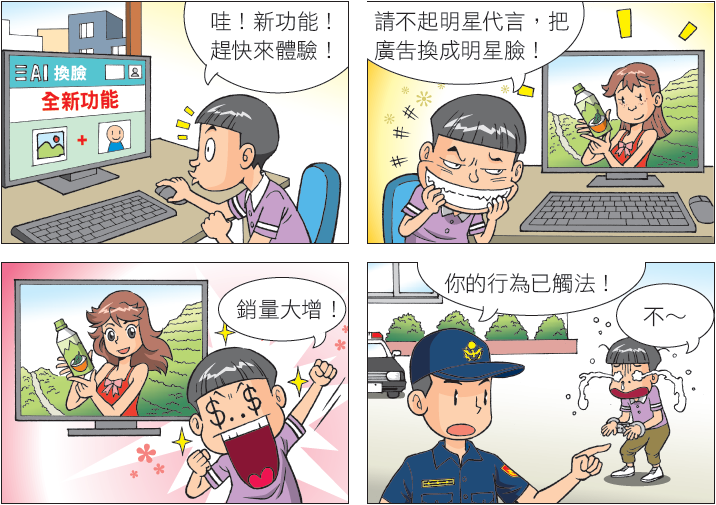 哇！新功能！
趕快來體驗！
AI 換臉
全新功能
+
請不起明星代言，把
廣告換成明星臉！
銷量大增！
$..$
你的行為已觸法！
不～